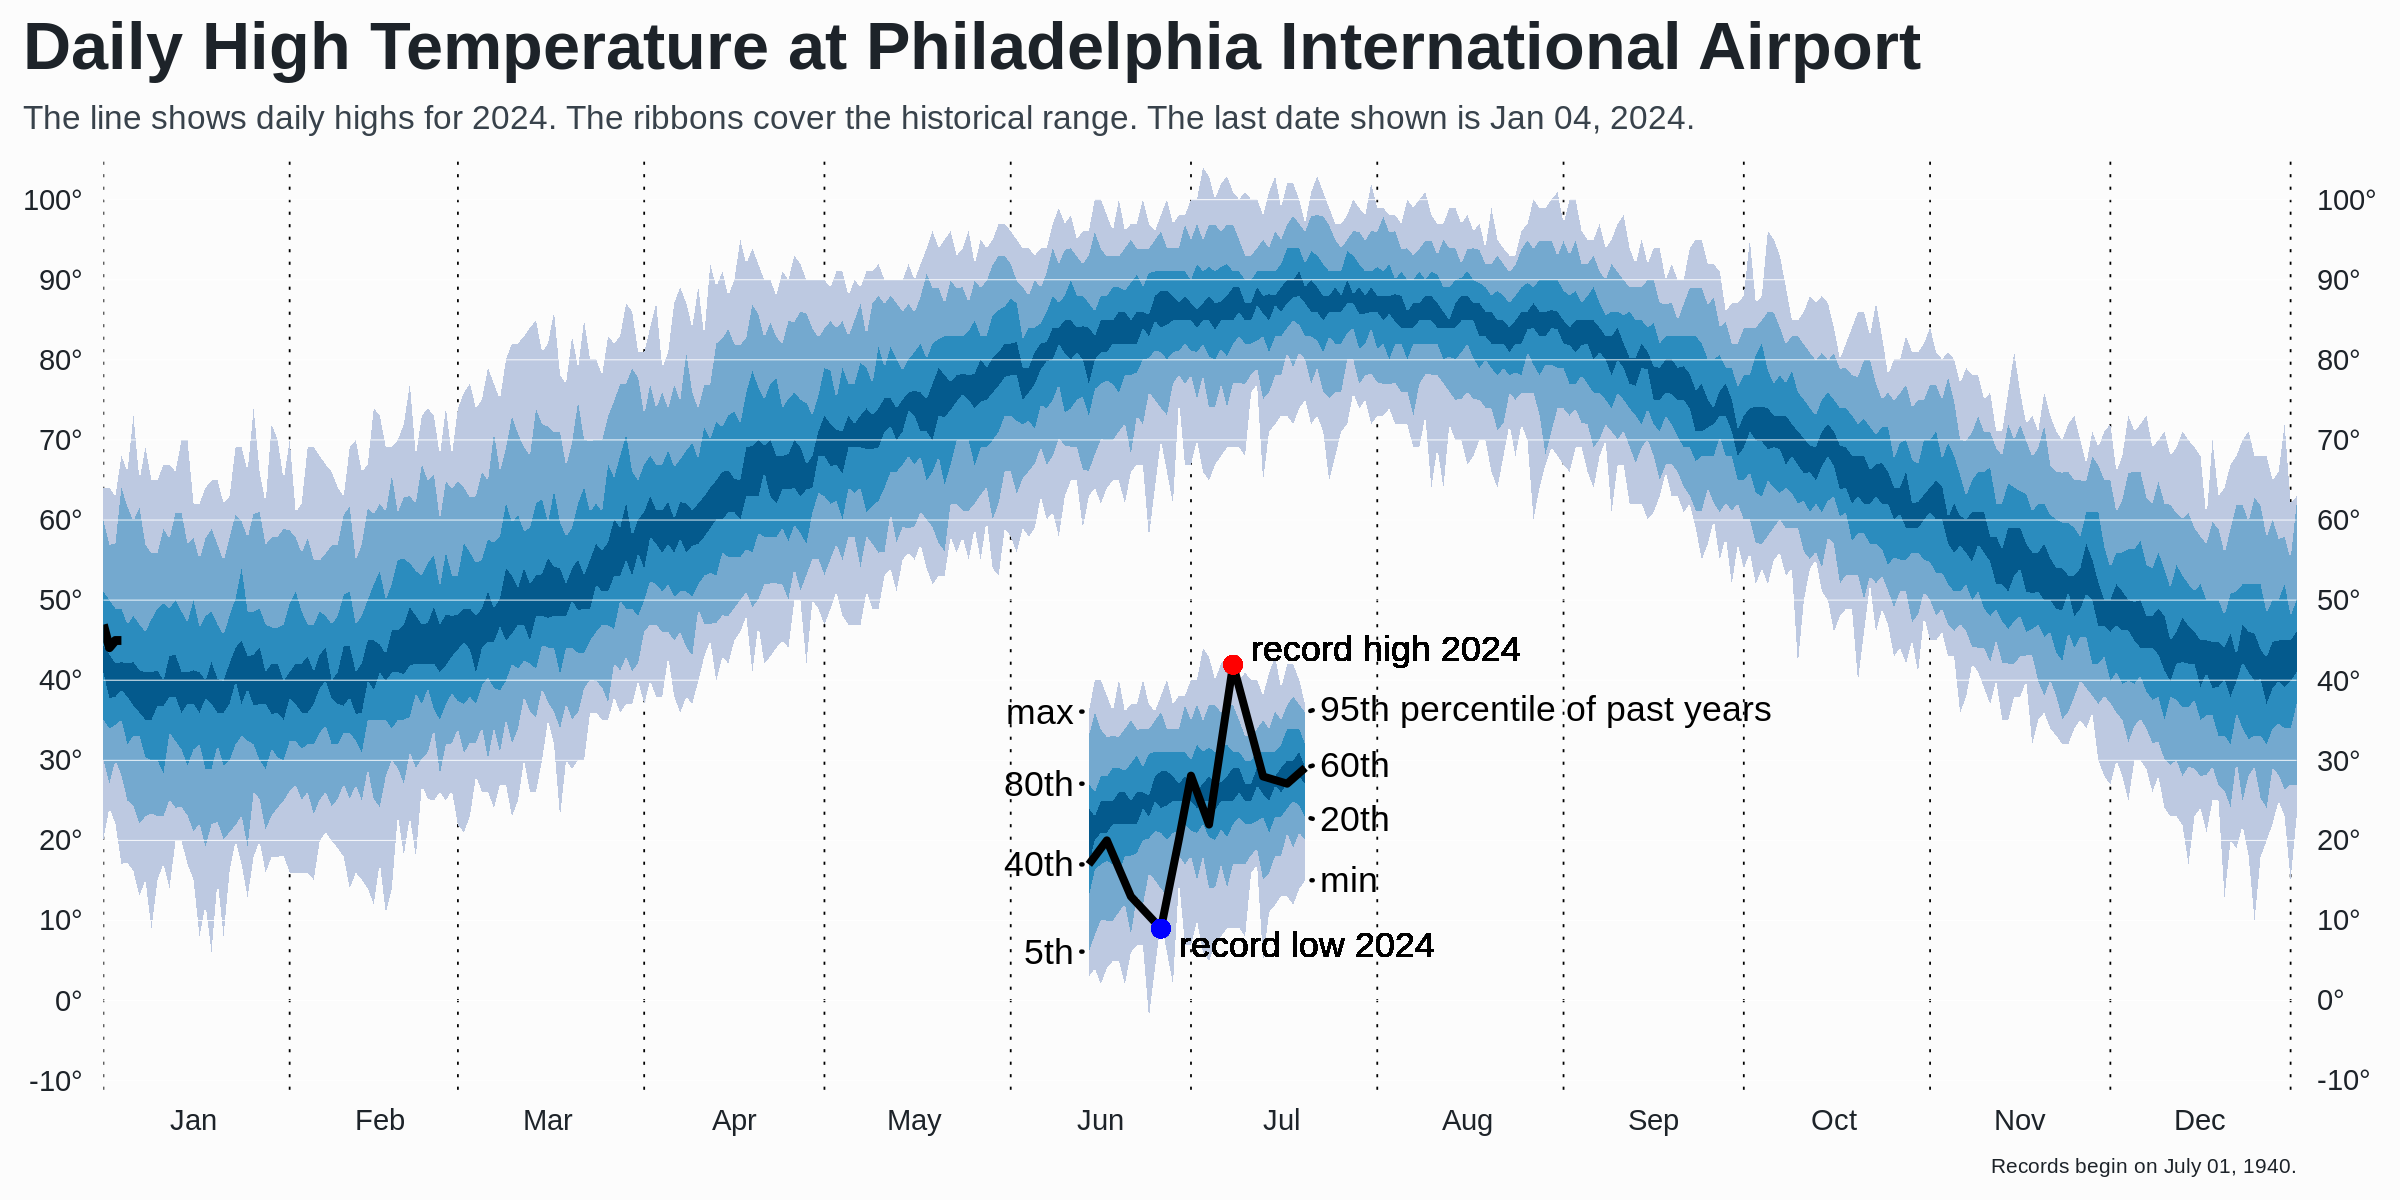 Daily High Temperature at Philadelphia International Airport
The line shows daily highs for 2024. The ribbons cover the historical range. The last date shown is Jan 04, 2024.
100° 100°
90° 90°
80° 80°
70° 70°
60° 60°
50° 50°
record high 2024
40° 40°
max 95th percentile of past years
30° 60th 30°
80th
20° 20th 20°
40th min
10° 10°
5th record low 2024
0° 0°
-10° -10°
Jan Feb Mar Apr May Jun Jul Aug Sep Oct Nov Dec
Records begin on July 01, 1940.